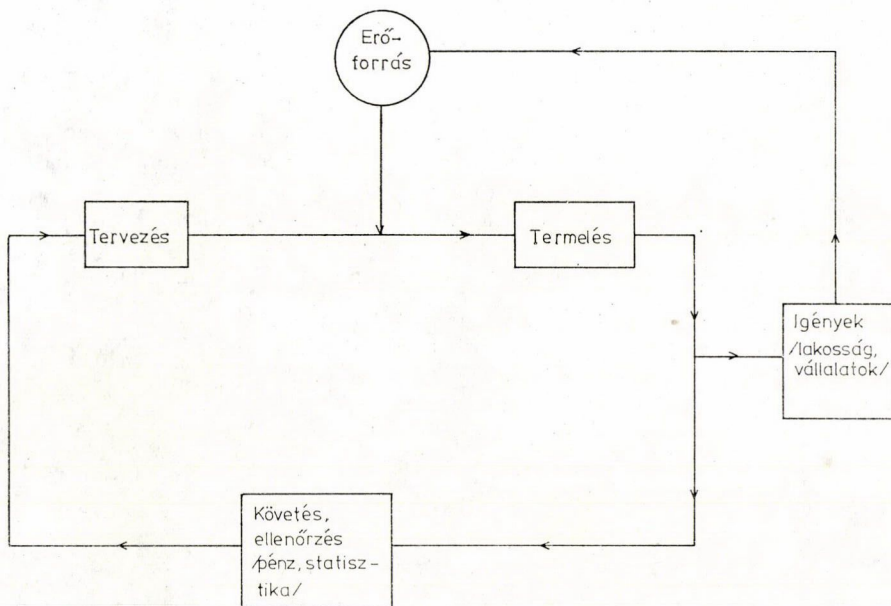 Erő-
forrás
Tervezés
Termelés
Igények
/lakosság,
vállalatok/
Követés,
ellenőrzés
/pénz, statisz-
tika/